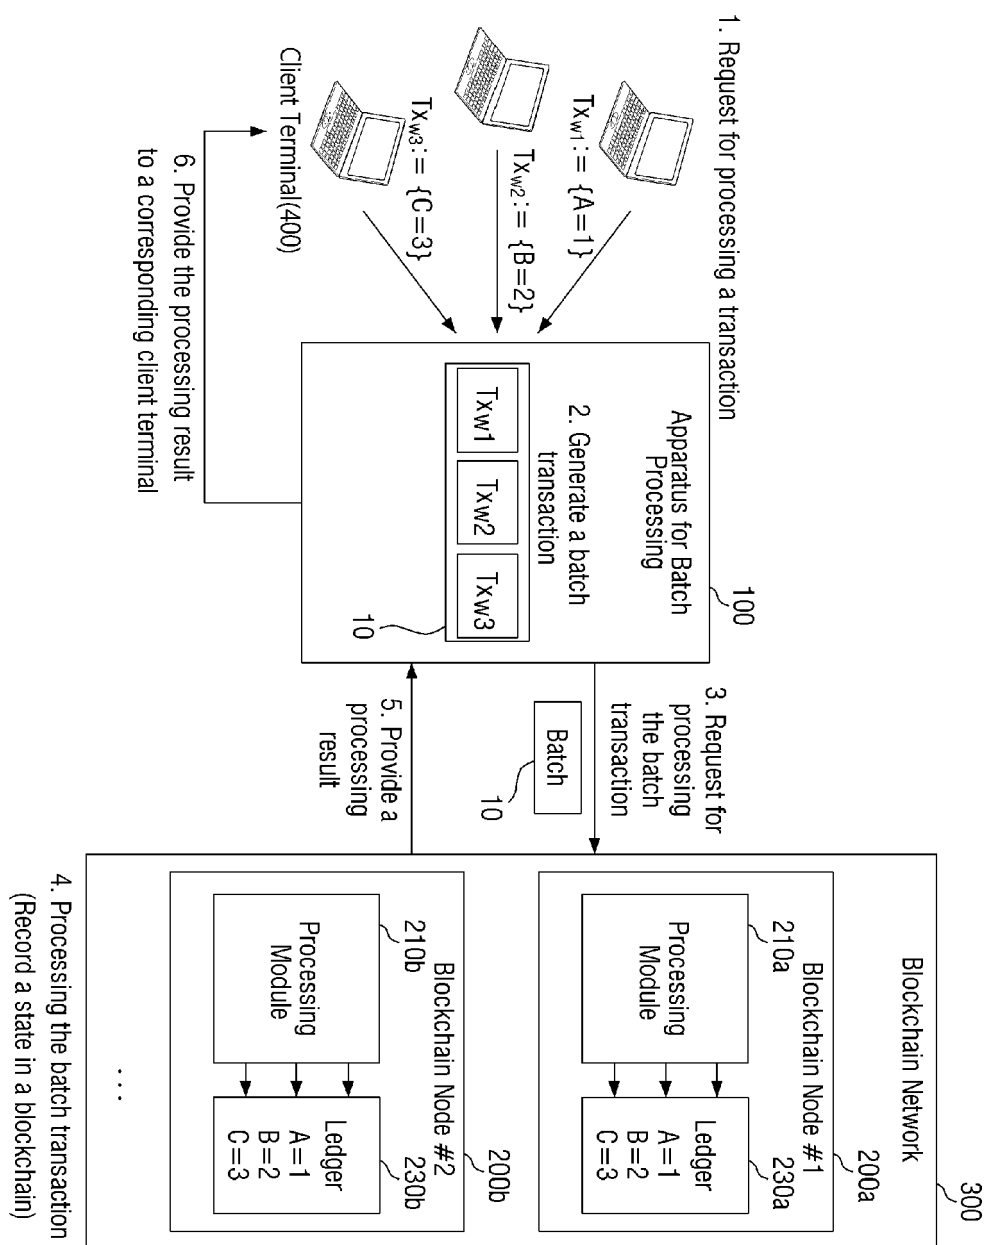 1. Request for processing a transaction
Txw1:= {A=1}
Txw2:= {B=2}
Txw3:= {C=3}
Client Terminal(400)
6. Provide the processing result
to a corresponding client terminal
100
Apparatus for Batch
Processing
2. Generate a batch
transaction
Txw1
Txw2
Txw3
10
3. Request for
processing
the batch
transaction
Batch
10
5. Provide a
processing
result
300
Blockchain Network
200a
Blockchain Node #1
210a
Processing
Module
230a
Ledger
A=1
B=2
C=3
200b
Blockchain Node #2
210b
Processing
Module
230b
Ledger
A=1
B=2
C=3
. . .
4. Processing the batch transaction
(Record a state in a blockchain)